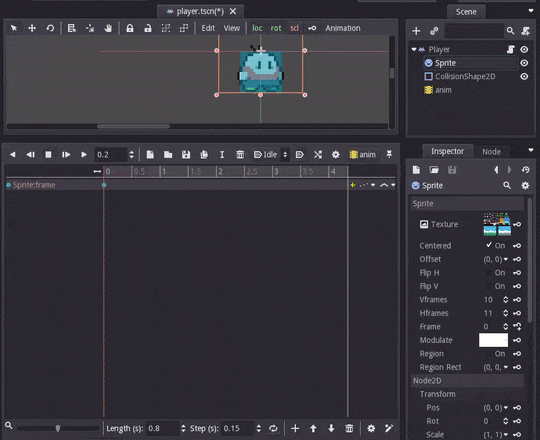 player.tscn(*)
Scene
Edit View loc rot scl Animation
Player
Sprite
CollisionShape2D
anim
0.2 Idle anim
Inspector Node
0 0.5 1 1.5 2 2.5 3 3.5 4
Sprite:frame
Sprite
Sprite
Texture
Centered On
Offset (0, 0)
Flip H On
Flip V On
Vframes 10
Hframes 11
Frame 0
Modulate
Region On
Region Rect (0, 0,
Node2D
Transform
Pos (0, 0)
Rot 0
Scale (1, 1)
Length (s): 0.8 Step (s): 0.15